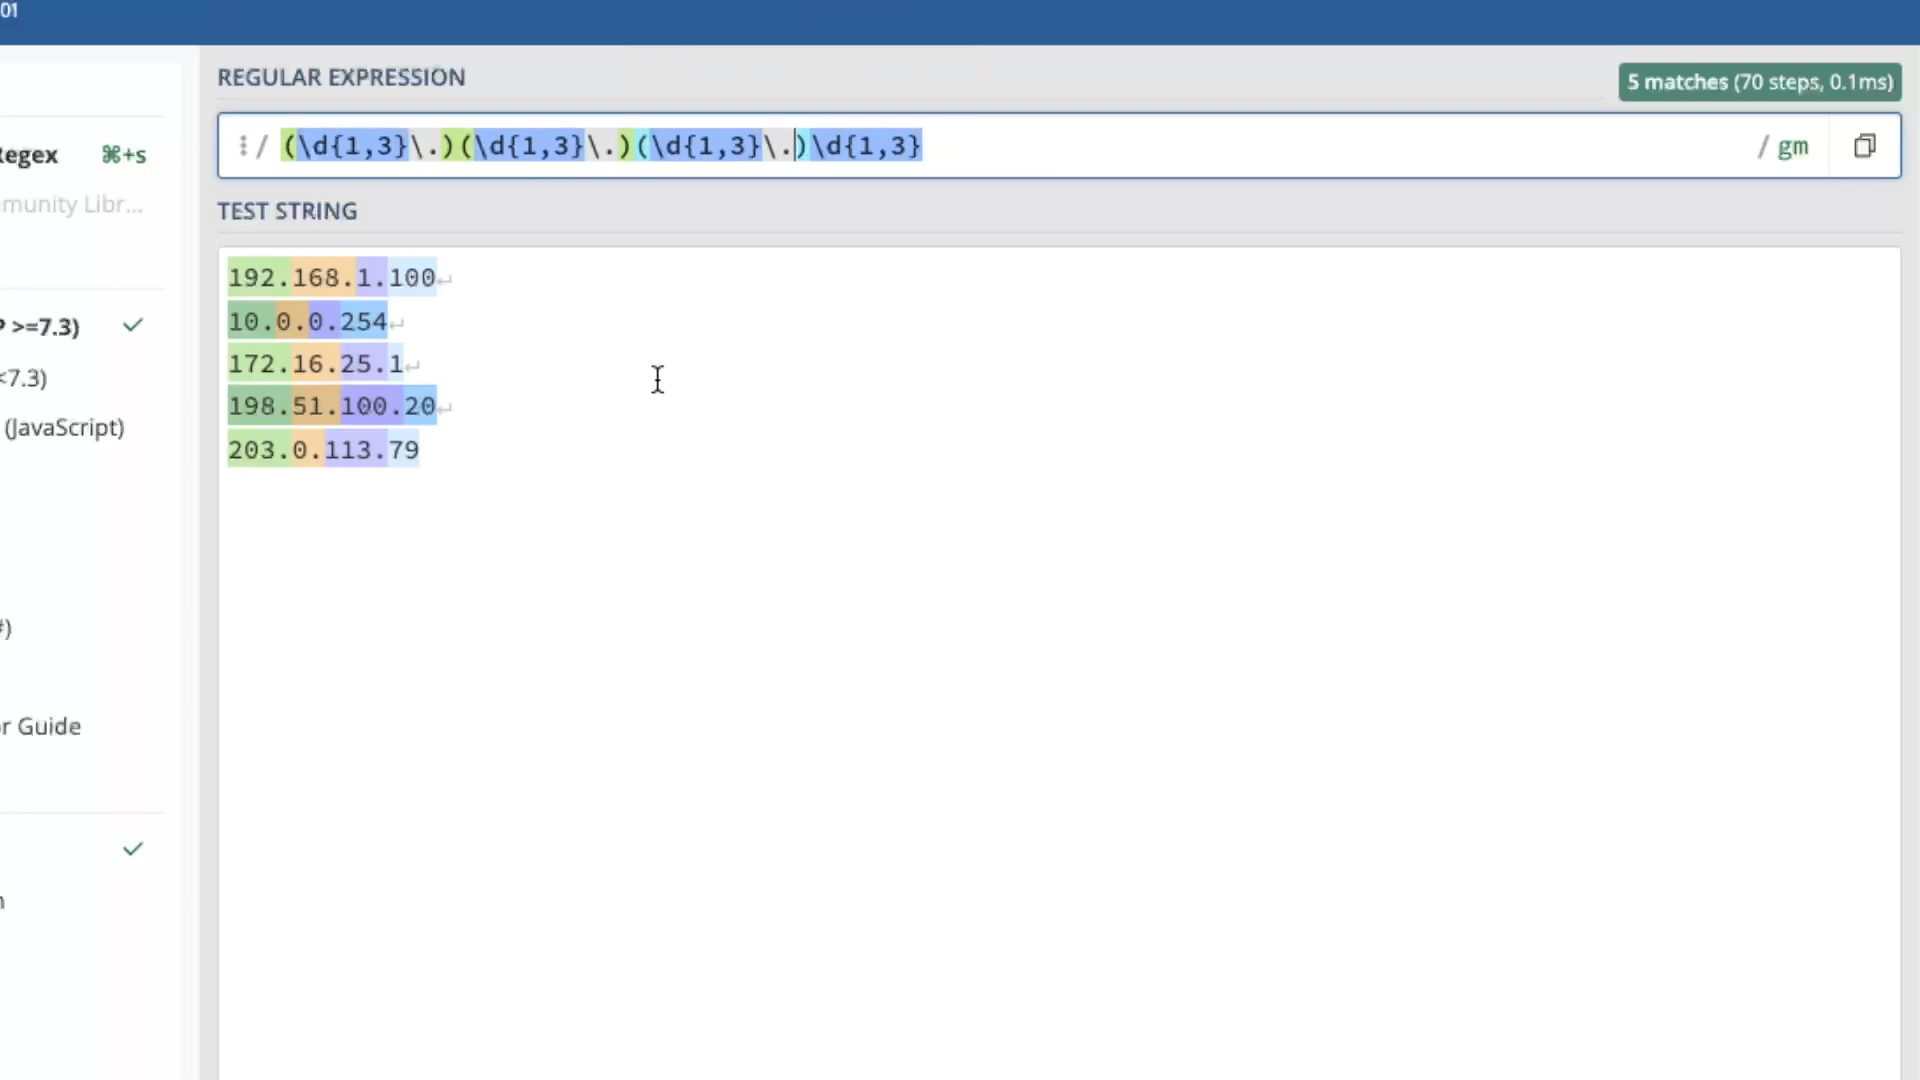 01
REGULAR EXPRESSION
5 matches (70 steps, 0.1ms)
/ (\d{1,3}\.)(\d{1,3}\.)(\d{1,3}\.)\d{1,3} / gm
Regex ⌘+s
munity Libr...
TEST STRING
192.168.1.100↵
10.0.0.254↵
P >=7.3)
172.16.25.1↵
<7.3)
198.51.100.20↵
(JavaScript)
203.0.113.79
#)
r Guide